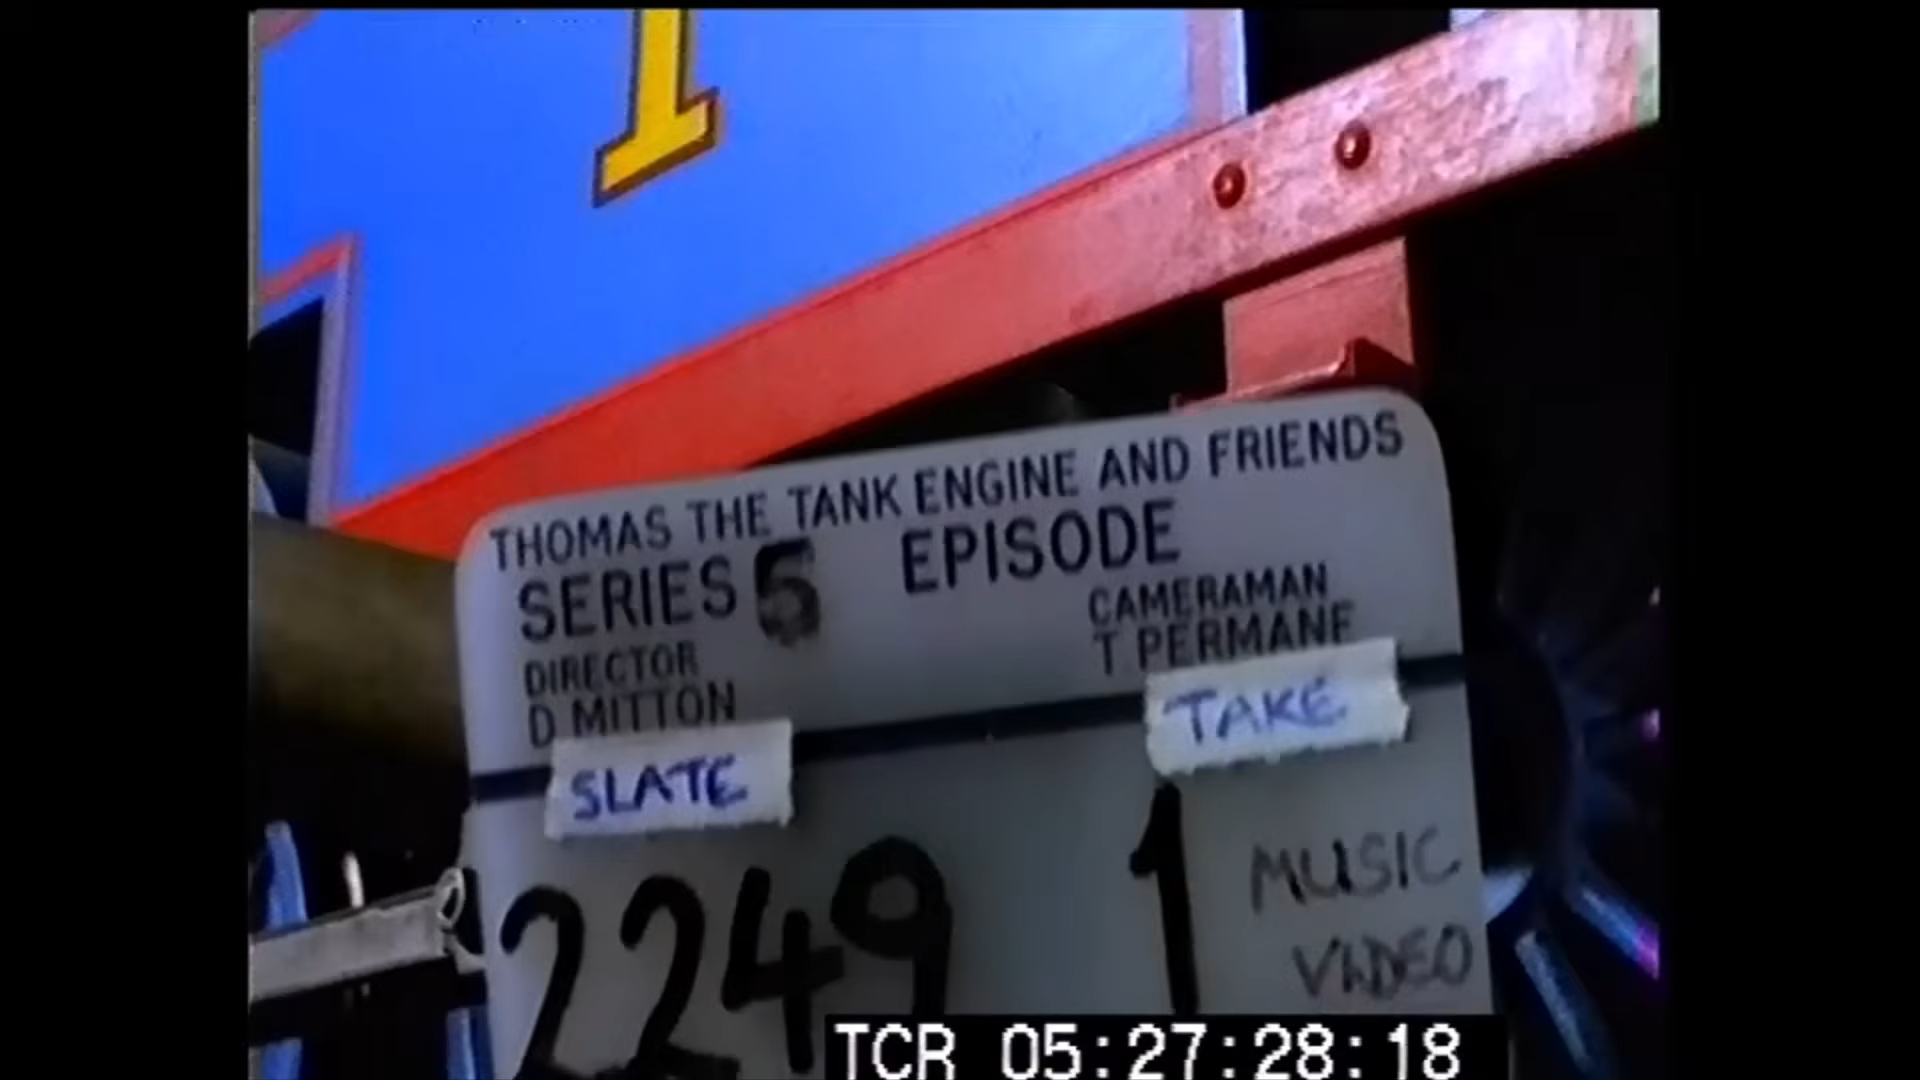 1
THOMAS THE TANK ENGINE AND FRIENDS
SERIES 5 EPISODE
CAMERAMAN
T PERMANE
DIRECTOR
D MITTON
SLATE TAKE
2249 1 MUSIC
VIDEO
TCR 05:27:28:18